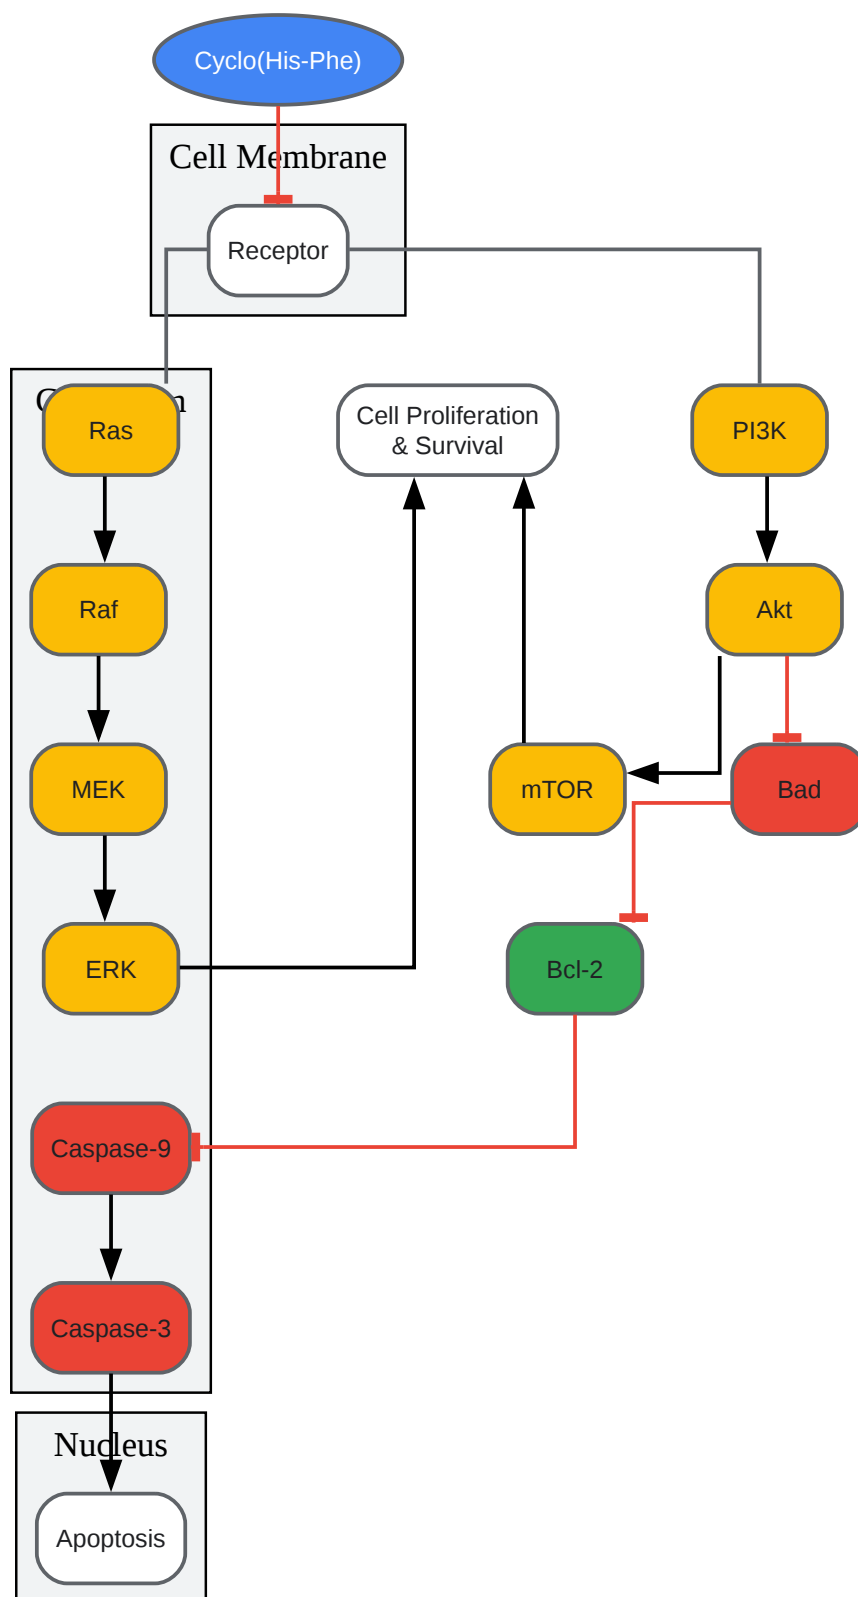 Cyclo(His-Phe)
Cell Membrane
Receptor
Ras
Cell Proliferation
& Survival
PI3K
Raf
Akt
MEK
mTOR
Bad
ERK
Bcl-2
Caspase-9
Caspase-3
Nucleus
Apoptosis